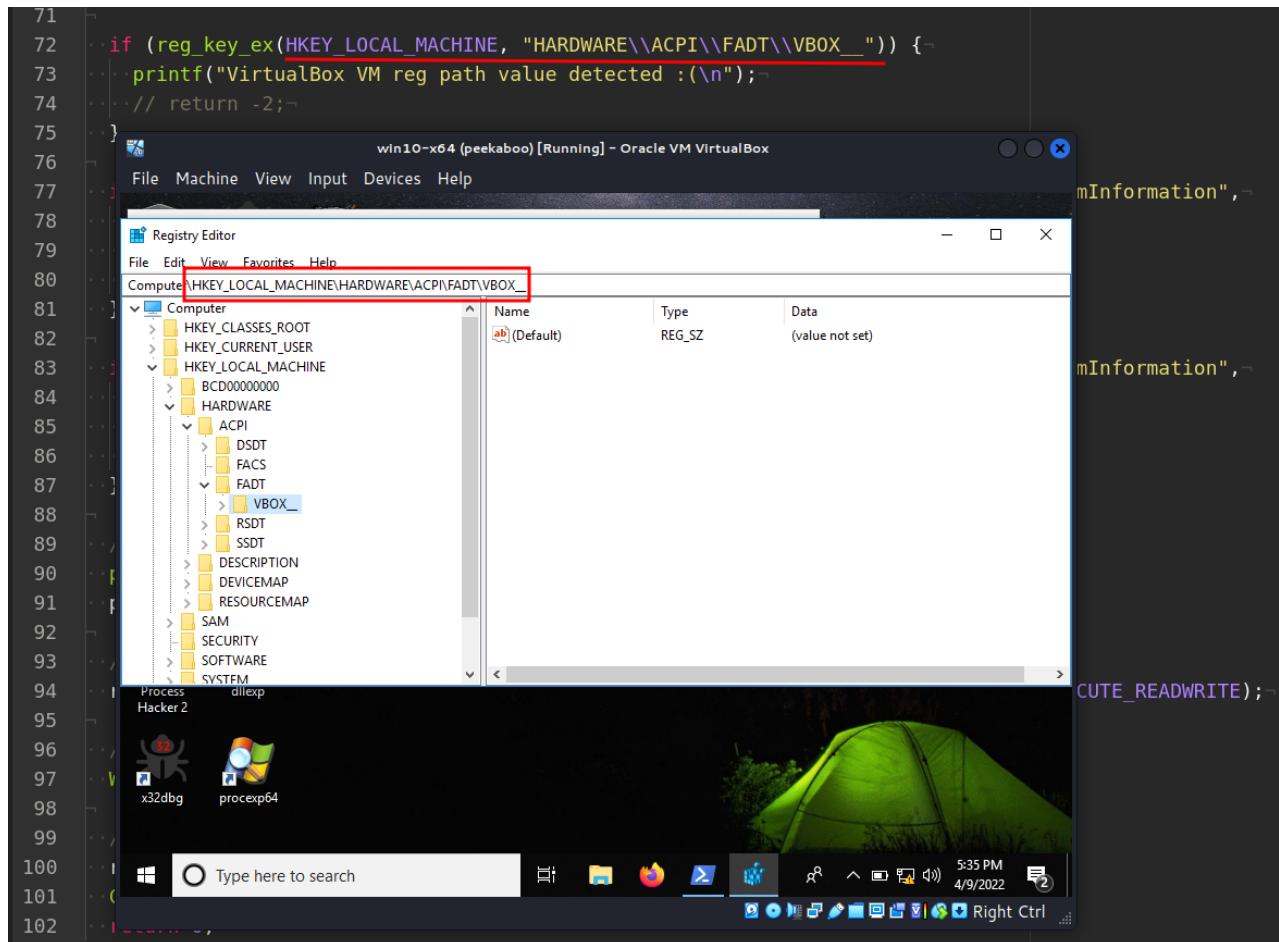 71
72 if (reg_key_ex(HKEY_LOCAL_MACHINE, "HARDWARE\\ACPI\\FADT\\VBOX__")) {
73 printf("VirtualBox VM reg path value detected :(\n");
74 // return -2;
75 }
76
77 mInformation",
78
79
80
81 }
82
83 mInformation",
84
85
86
87 }
88
89
90
91
92
93
94 CUTE_READWRITE);
95
96
97
98
99
100
101
102
win10-x64 (peekaboo) [Running] - Oracle VM VirtualBox
File Machine View Input Devices Help
Registry Editor
File Edit View Favorites Help
Compute\HKEY_LOCAL_MACHINE\HARDWARE\ACPI\FADT\VBOX__
Computer
HKEY_CLASSES_ROOT
HKEY_CURRENT_USER
HKEY_LOCAL_MACHINE
BCD00000000
HARDWARE
ACPI
DSDT
FACS
FADT
VBOX__
RSDT
SSDT
DESCRIPTION
DEVICEMAP
RESOURCEMAP
SAM
SECURITY
SOFTWARE
SYSTEM
Name Type Data
ab (Default) REG_SZ (value not set)
Process Hacker 2
dllexp
32
x32dbg
procexp64
Type here to search
5:35 PM
4/9/2022
2
Right Ctrl